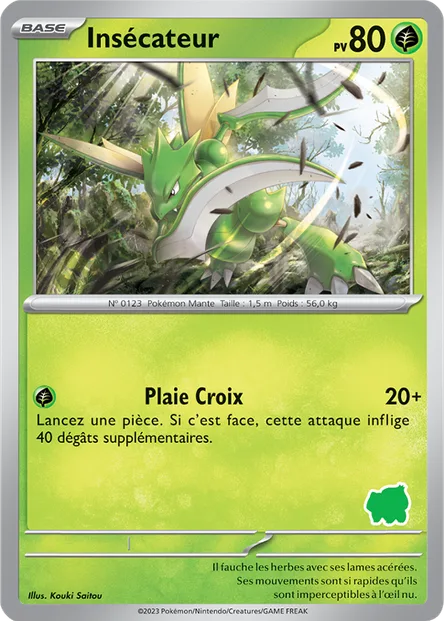 BASE
Insécateur
PV 80
N° 0123 Pokémon Mante Taille : 1,5 m Poids : 56,0 kg
Plaie Croix 20+
Lancez une pièce. Si c'est face, cette attaque inflige
40 dégâts supplémentaires.
Il fauche les herbes avec ses lames acérées.
Ses mouvements sont si rapides qu'ils
sont imperceptibles à l'œil nu.
Illus. Kouki Saitou
©2023 Pokémon/Nintendo/Creatures/GAME FREAK